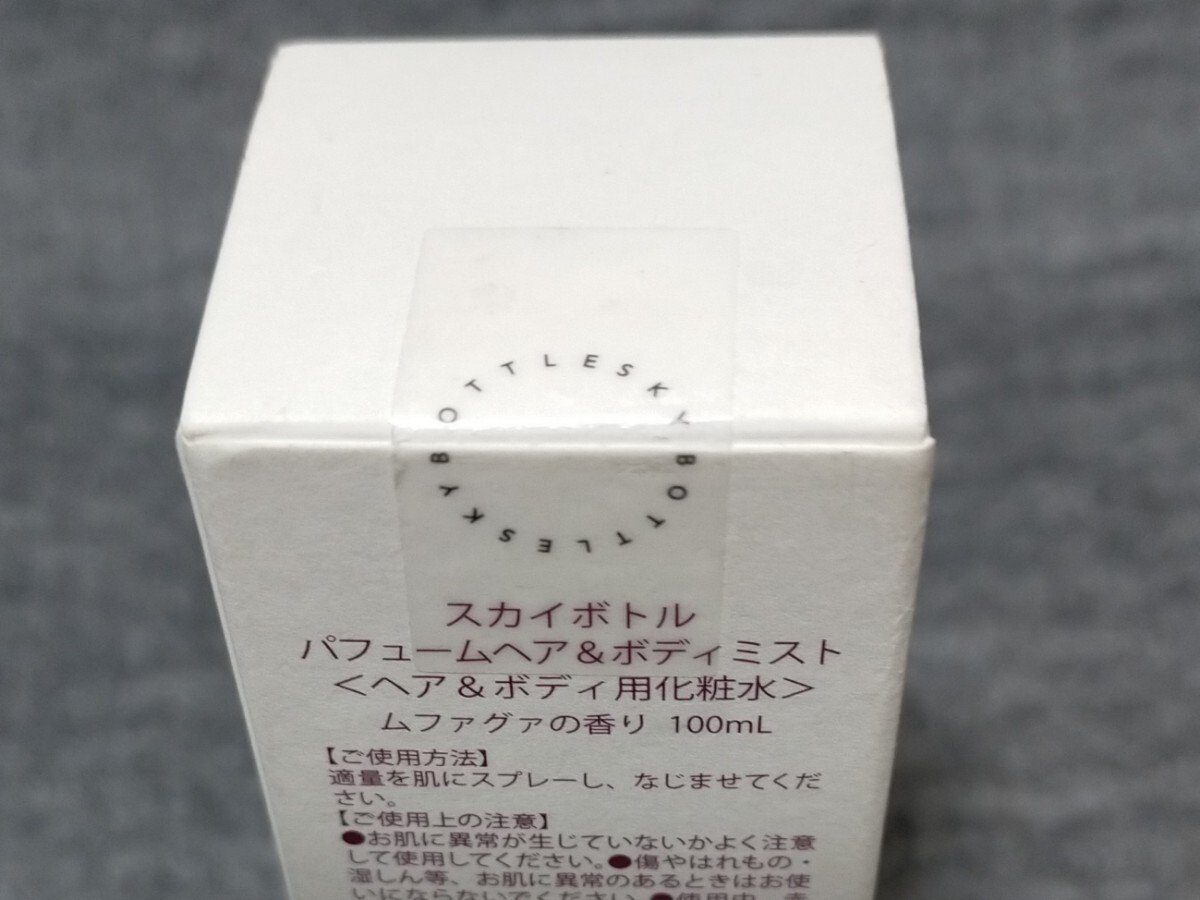 BOTTLESKYBOTTLESKY
スカイボトル
パフュームヘア＆ボディミスト
＜ヘア＆ボディ用化粧水＞
ムファグァの香り 100mL
【ご使用方法】
適量を肌にスプレーし、なじませてくだ
さい。
【ご使用上の注意】
●お肌に異常が生じていないかよく注意
して使用してください。●傷やはれもの・
湿しん等、お肌に異常のあるときはお使
いにならないでください。●使用中、赤